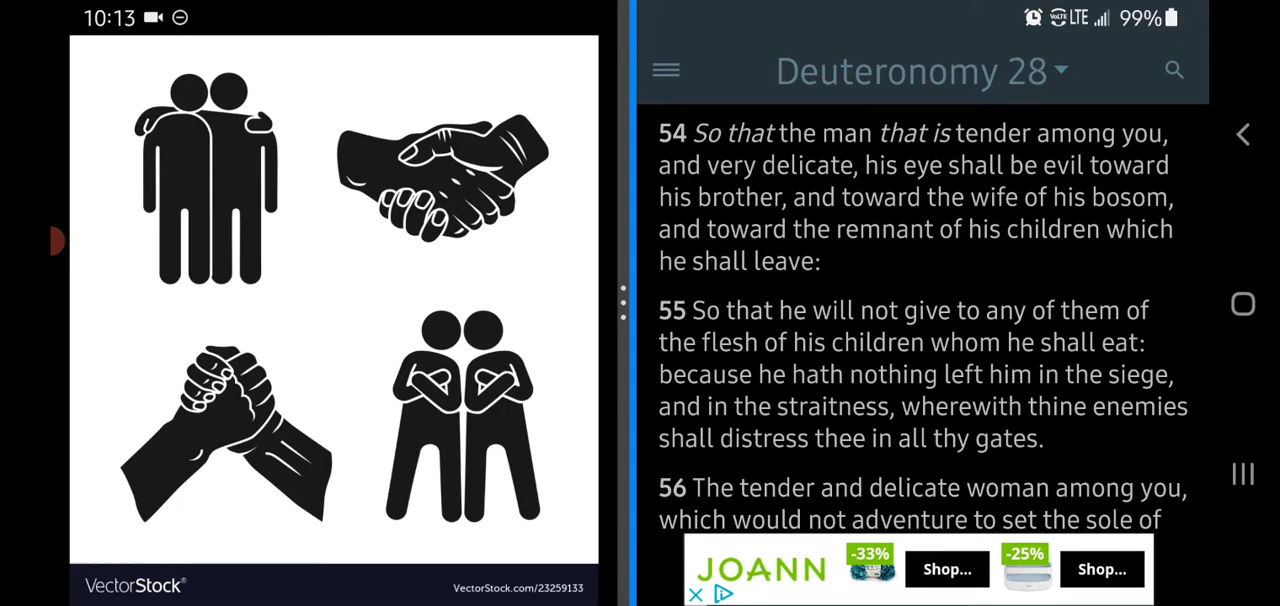 10:13
VectorStock®
VectorStock.com/23259133
VoLTE LTE 99%
Deuteronomy 28
54 So that the man that is tender among you,
and very delicate, his eye shall be evil toward
his brother, and toward the wife of his bosom,
and toward the remnant of his children which
he shall leave:
55 So that he will not give to any of them of
the flesh of his children whom he shall eat:
because he hath nothing left him in the siege,
and in the straitness, wherewith thine enemies
shall distress thee in all thy gates.
56 The tender and delicate woman among you,
which would not adventure to set the sole of
JOANN -33% Shop... -25% Shop...